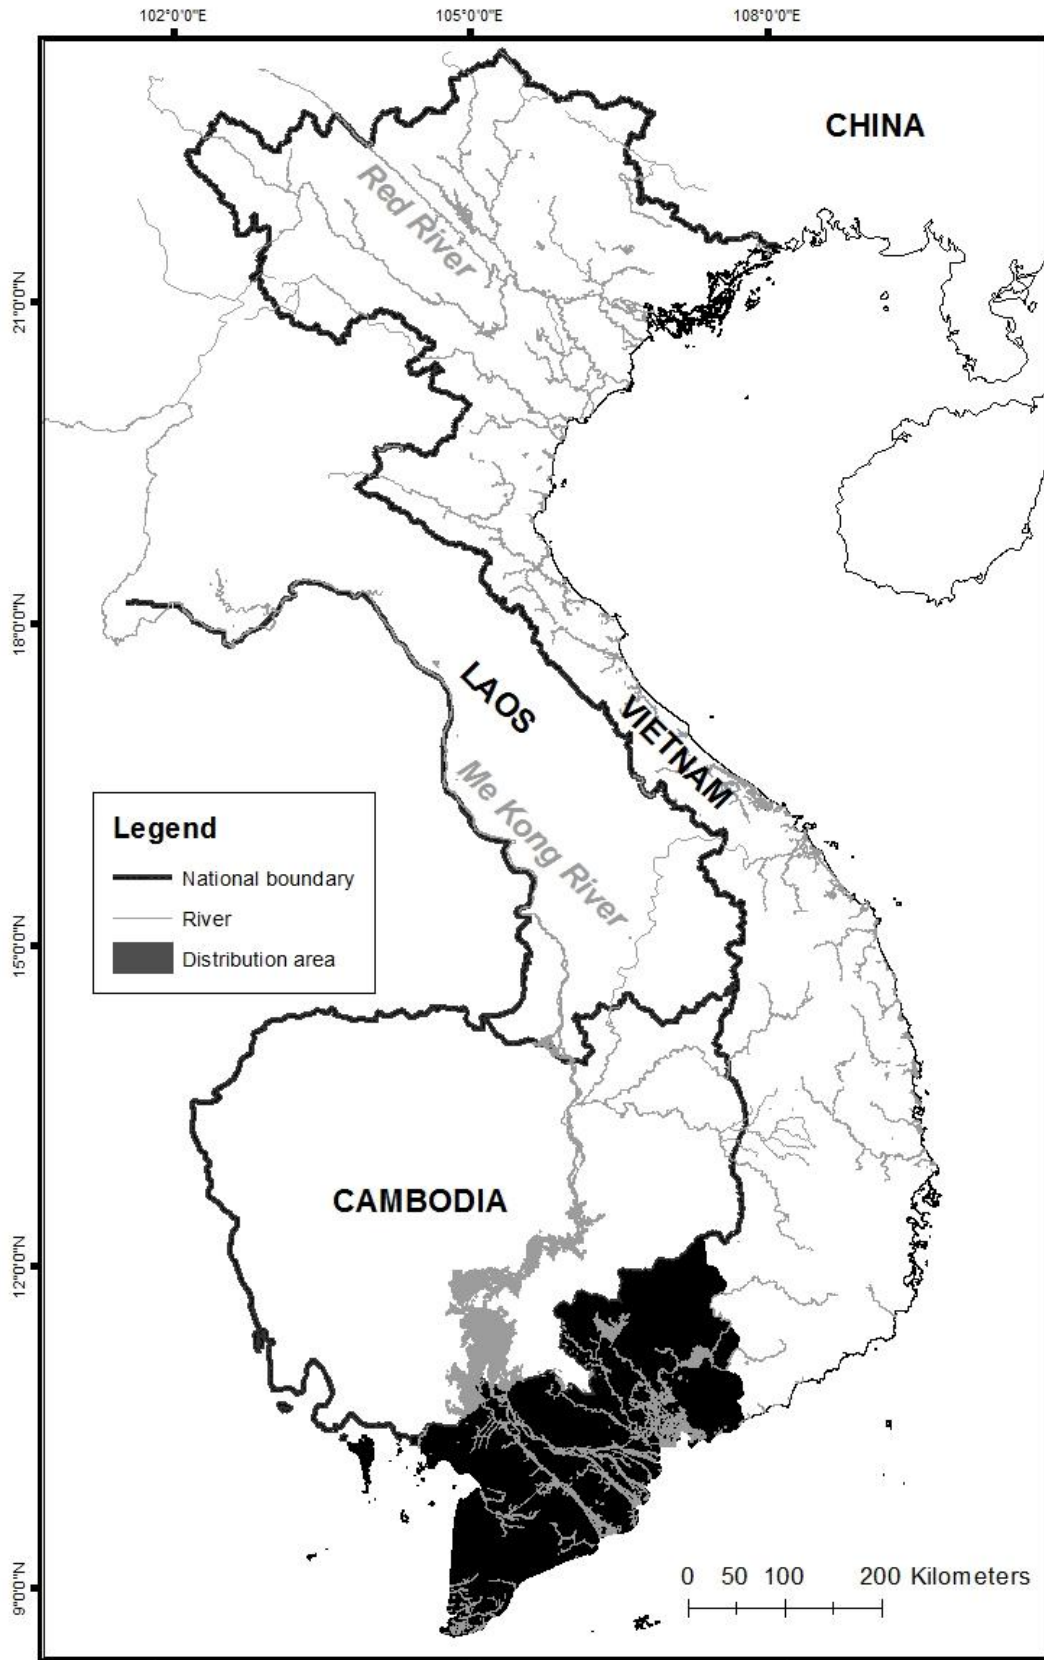 102°0'0"E
105°0'0"E
108°0'0"E
CHINA
Red River
21°0'0"N
18°0'0"N
LAOS
VIETNAM
Me Kong River
Legend
National boundary
River
Distribution area
15°0'0"N
CAMBODIA
12°0'0"N
9°0'0"N
0 50 100 200 Kilometers